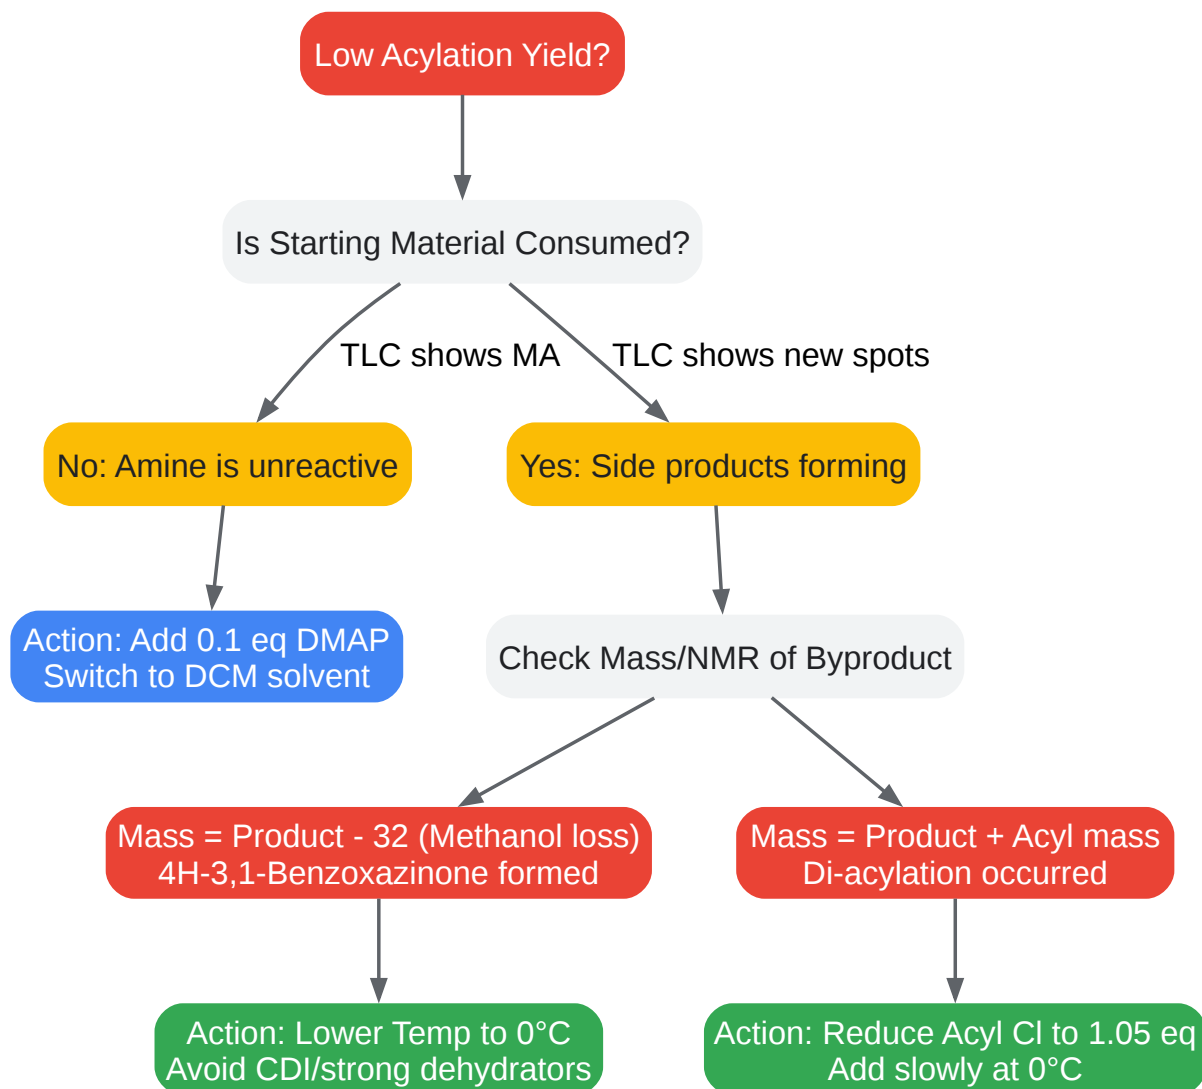 Low Acylation Yield?
Is Starting Material Consumed?
TLC shows MA
TLC shows new spots
No: Amine is unreactive
Yes: Side products forming
Action: Add 0.1 eq DMAP
Switch to DCM solvent
Check Mass/NMR of Byproduct
Mass = Product - 32 (Methanol loss)
4H-3,1-Benzoxazinone formed
Mass = Product + Acyl mass
Di-acylation occurred
Action: Lower Temp to 0°C
Avoid CDI/strong dehydrators
Action: Reduce Acyl Cl to 1.05 eq
Add slowly at 0°C